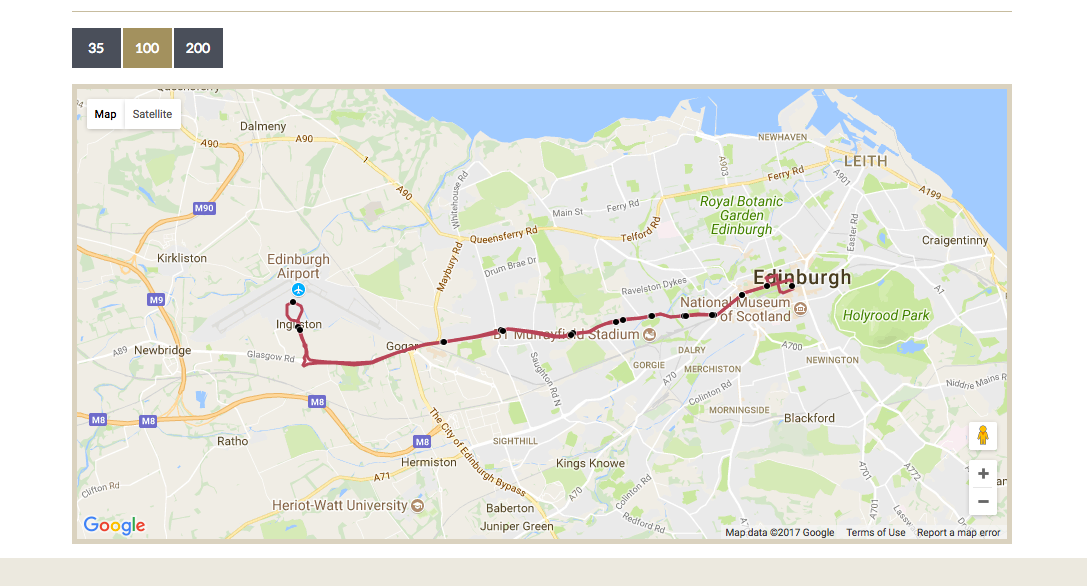 35 100 200
Map Satellite
Dalmeny
A90
A90
A90
NEWHAVEN
LEITH
A903
Ferry Rd
A901
A199
M90
Whitehouse Rd
Main St
Ferry Rd
Royal Botanic
Garden
Edinburgh
Queensferry Rd
Telford Rd
Easter Rd
Craigentinny
Kirkliston
Edinburgh
Airport
Maybury Rd
Drum Brae Dr
Ravelston Dykes
Edinburgh
M9
National Museum
of Scotland
Holyrood Park
Ingliston
BT Murrayfield Stadium
Gogar
A89
Newbridge
Glasgow Rd
DALRY
A700
GORGIE
MERCHISTON
NEWINGTON
Saughton Rd N
A70
Colinton Rd
Niddrie Mains R
M8
MORNINGSIDE
Blackford
M8
M8
The City of Edinburgh Bypass
Ratho
M8
SIGHTHILL
Hermiston
Kings Knowe
A71
A701
A772
Clifton Rd
A70
Colinton Rd
Heriot-Watt University
Baberton
A701
Juniper Green
Redford Rd
Google
Map data ©2017 Google Terms of Use Report a map error